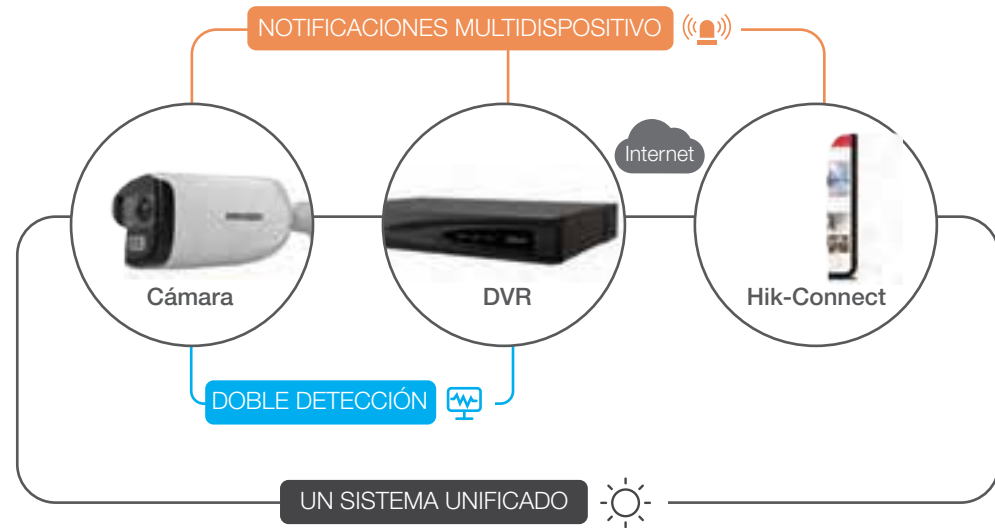 NOTIFICACIONES MULTIDISPOSITIVO
Internet
Cámara
DVR
Hik-Connect
DOBLE DETECCIÓN
UN SISTEMA UNIFICADO